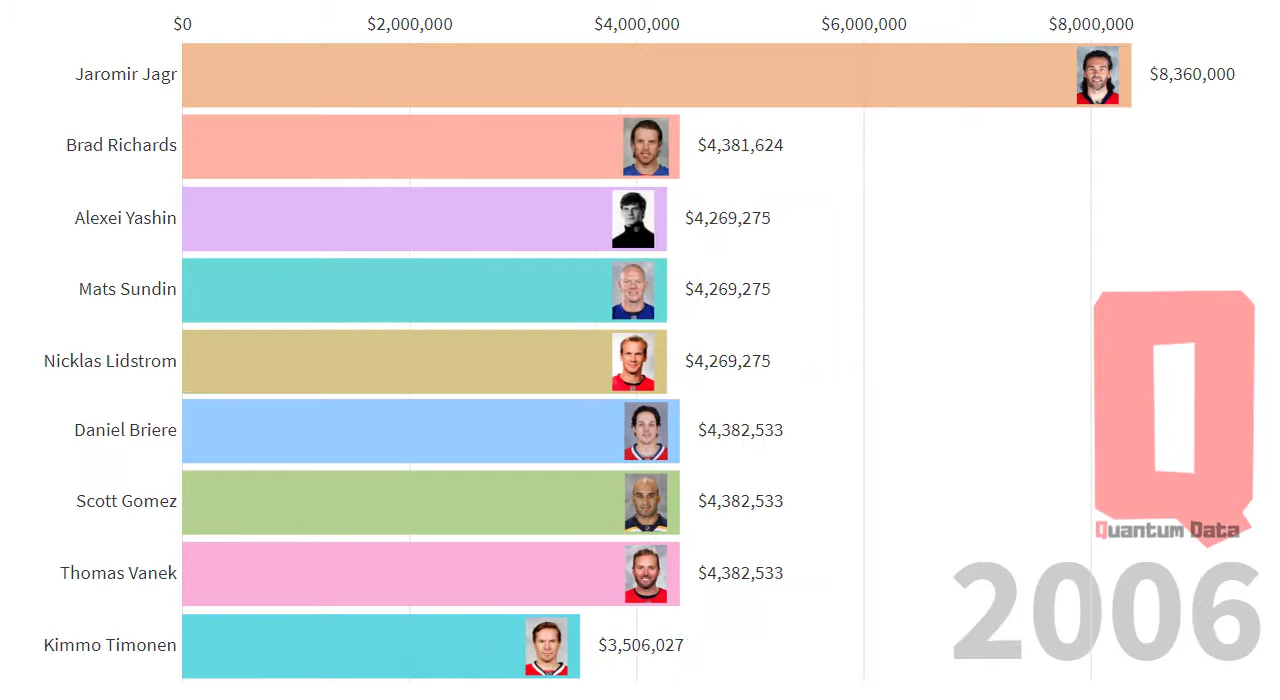 $0 $2,000,000 $4,000,000 $6,000,000 $8,000,000
Jaromir Jagr $8,360,000
Brad Richards $4,381,624
Alexei Yashin $4,269,275
Mats Sundin $4,269,275
Nicklas Lidstrom $4,269,275
Daniel Briere $4,382,533
Scott Gomez $4,382,533
Quantum Data
Thomas Vanek $4,382,533
Kimmo Timonen $3,506,027
2006